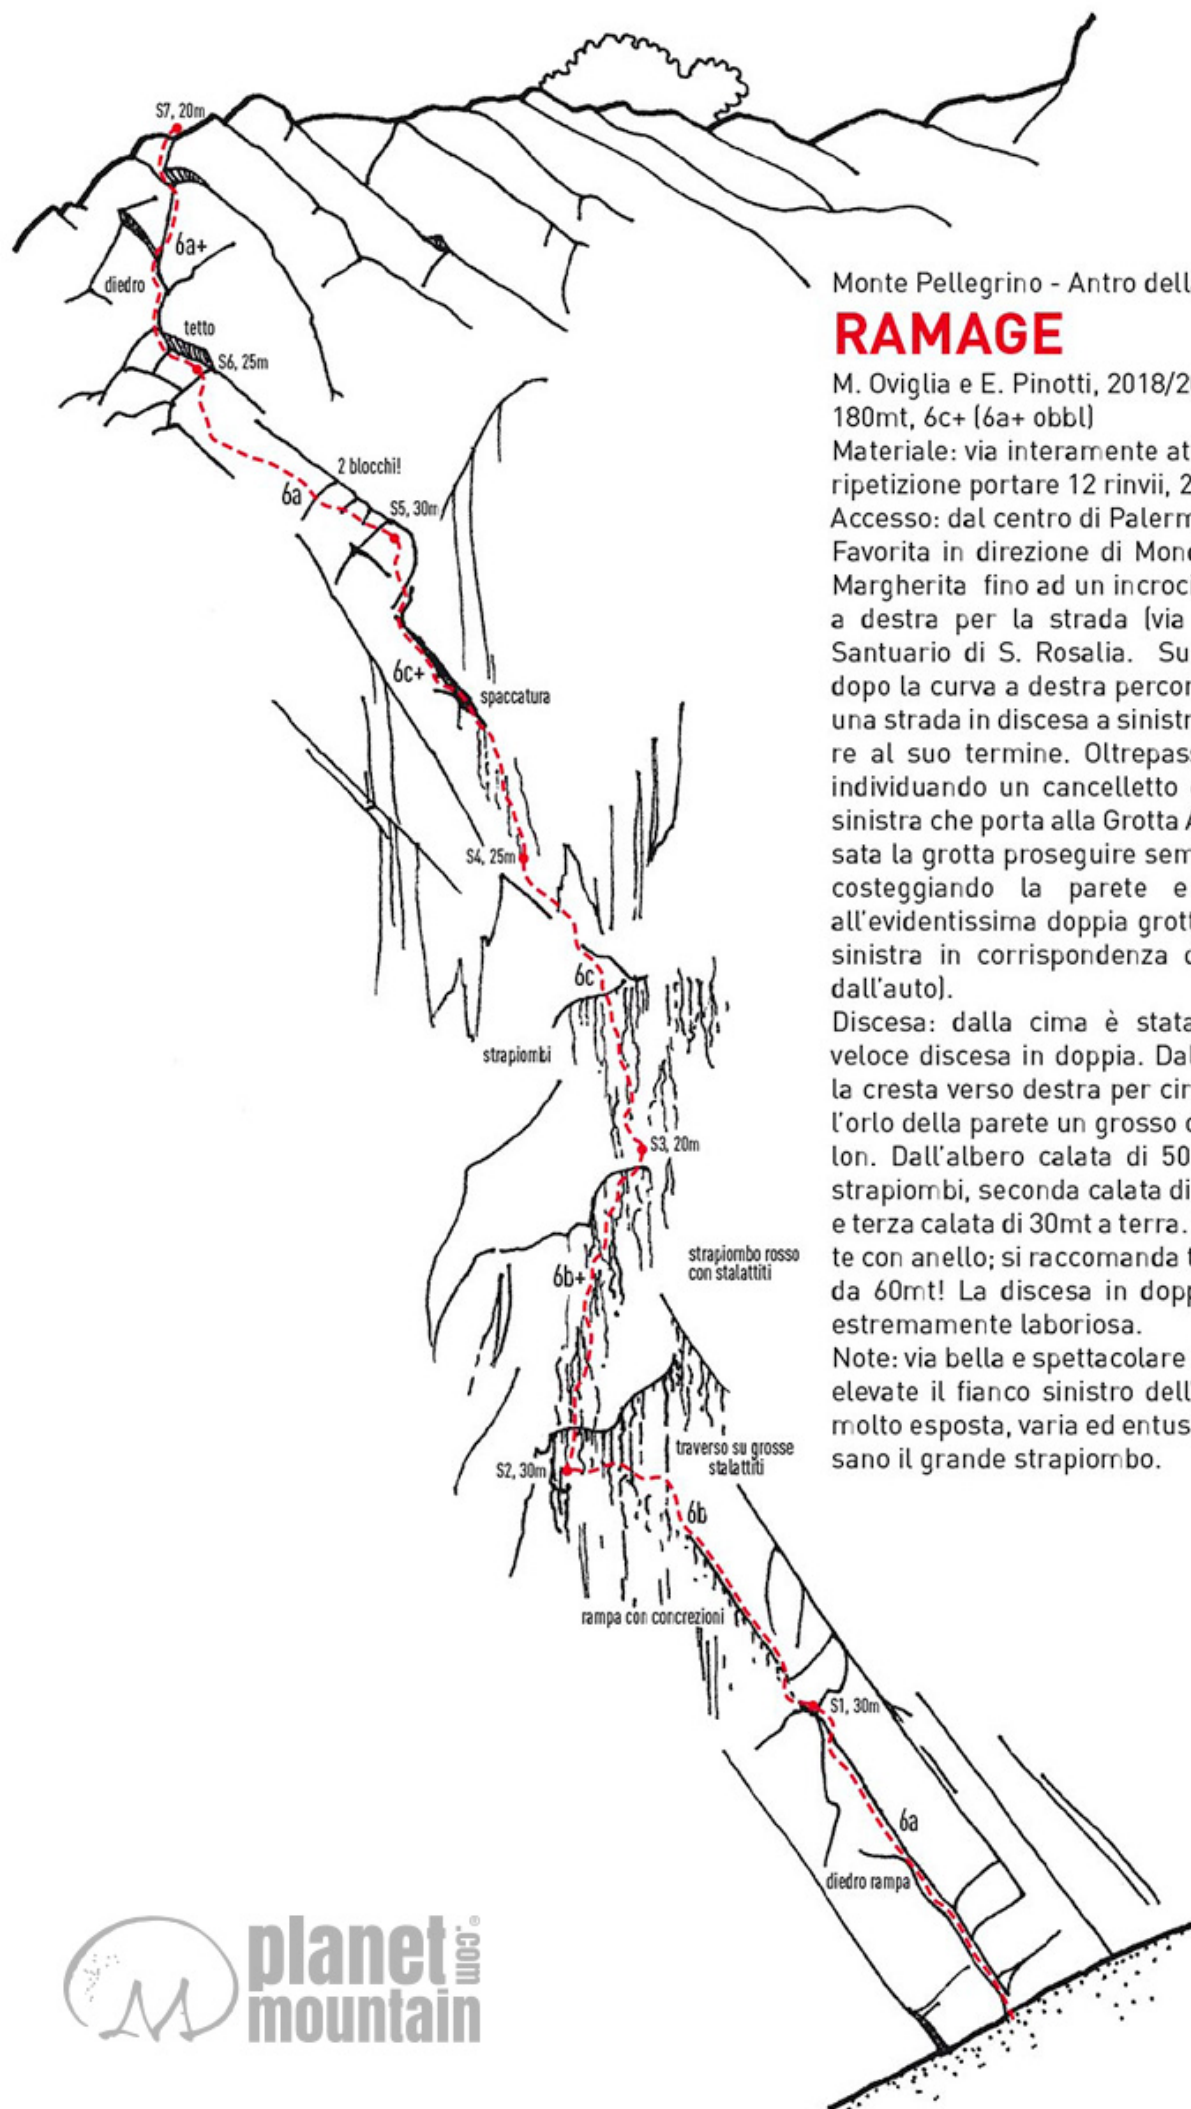 S7, 20m
6a+
diedro
tetto
S6, 25m
2 blocchi!
6a
S5, 30m
6c+
spaccatura
S4, 25m
6c
strapiombi
S3, 20m
strapiombo rosso
con stalattiti
6b+
traverso su grosse
stalattiti
S2, 30m
6b
rampa con concrezioni
S1, 30m
6a
diedro rampa
Monte Pellegrino - Antro dell
RAMAGE
M. Oviglia e E. Pinotti, 2018/2
180mt, 6c+ (6a+ obbl)
Materiale: via interamente at
ripetizione portare 12 rinvii, 2
Accesso: dal centro di Palerm
Favorita in direzione di Mond
Margherita fino ad un incroci
a destra per la strada (via
Santuario di S. Rosalia. Su
dopo la curva a destra percor
una strada in discesa a sinistr
re al suo termine. Oltrepass
individuando un cancelletto
sinistra che porta alla Grotta A
sata la grotta proseguire sem
costeggiando la parete e
all'evidentissima doppia grott
sinistra in corrispondenza d
dall'auto).
Discesa: dalla cima è stata
veloce discesa in doppia. Dal
la cresta verso destra per cir
l'orlo della parete un grosso
lon. Dall'albero calata di 50
strapiombi, seconda calata di
e terza calata di 30mt a terra.
te con anello; si raccomanda t
da 60mt! La discesa in dopp
estremamente laboriosa.
Note: via bella e spettacolare
elevate il fianco sinistro dell
molto esposta, varia ed entus
sano il grande strapiombo.
planet
mountain
.com
®